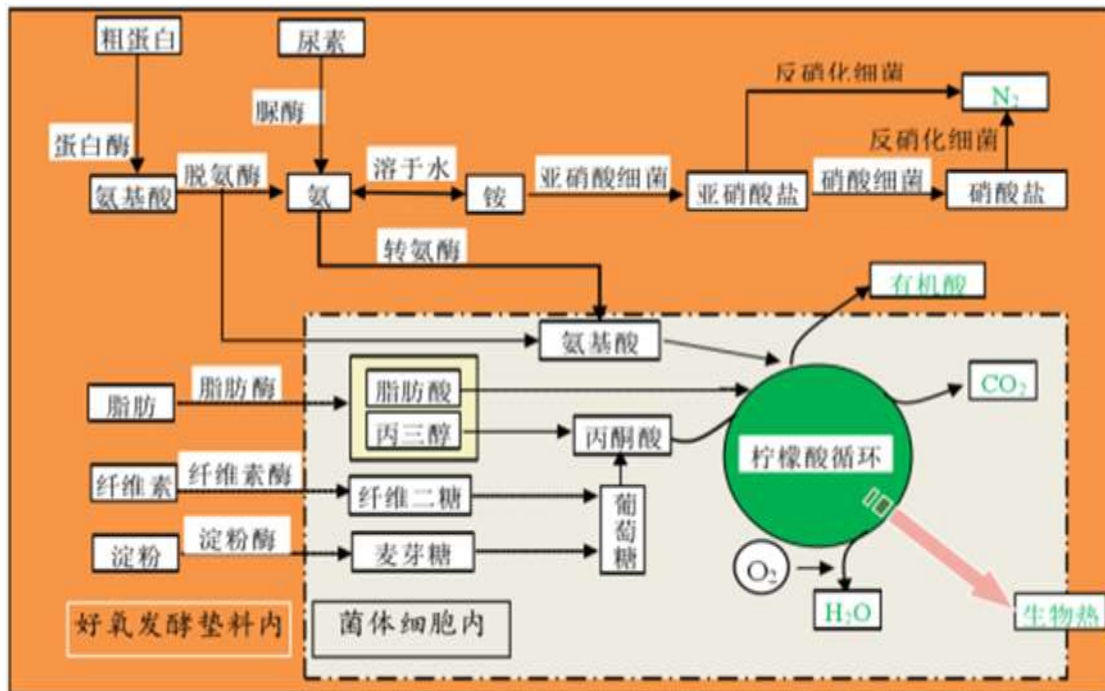 粗蛋白
尿素
反硝化细菌
N₂
脲酶
蛋白酶
反硝化细菌
脱氨酶
溶于水
亚硝酸细菌
硝酸细菌
氨基酸
氨
铵
亚硝酸盐
硝酸盐
转氨酶
有机酸
氨基酸
脂肪酶
脂肪酸
CO₂
脂肪
丙三醇
丙酮酸
柠檬酸循环
纤维素酶
纤维素
纤维二糖
葡萄糖
淀粉酶
淀粉
麦芽糖
O₂
H₂O
生物热
好氧发酵垫料内
菌体细胞内